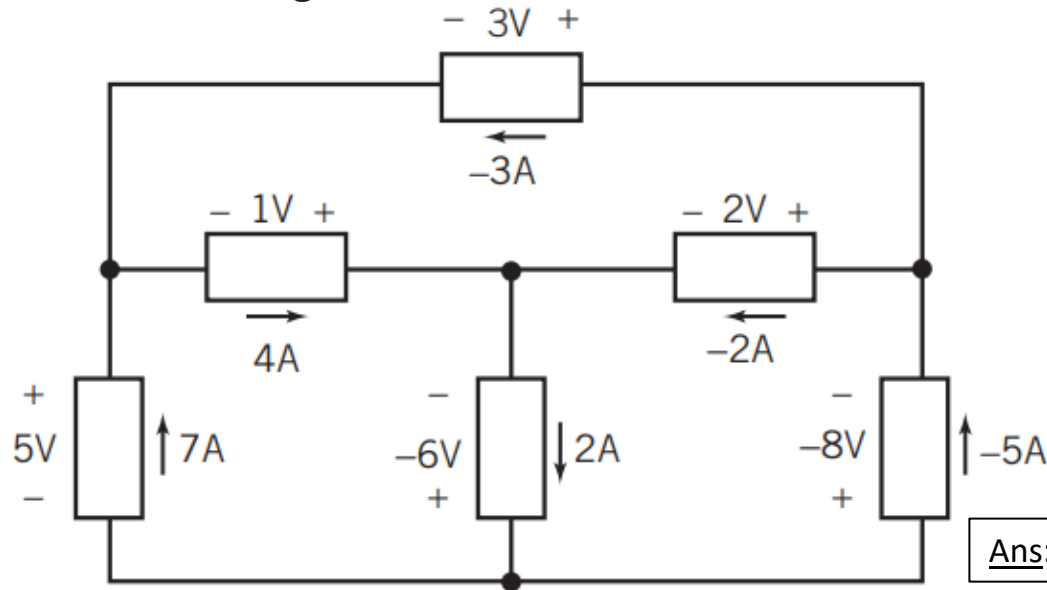 - 3V +
-3A
- 1V +
- 2V +
4A
-2A
+
5V
-
7A
-
-6V
+
2A
-
-8V
+
-5A
Ans: